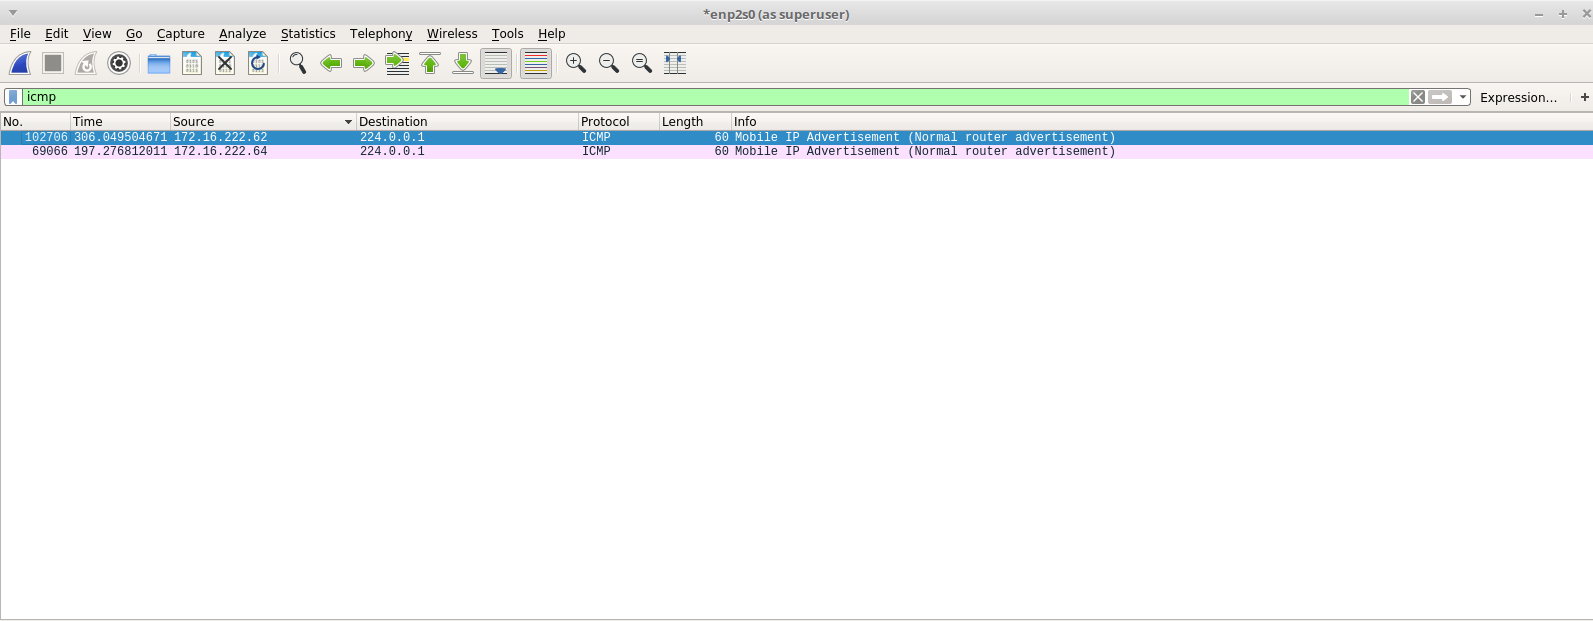 *enp2s0 (as superuser)
File Edit View Go Capture Analyze Statistics Telephony Wireless Tools Help
icmp Expression... +
No. Time Source Destination Protocol Length Info
102706 306.049504671 172.16.222.62 224.0.0.1 ICMP 60 Mobile IP Advertisement (Normal router advertisement)
69066 197.276812011 172.16.222.64 224.0.0.1 ICMP 60 Mobile IP Advertisement (Normal router advertisement)